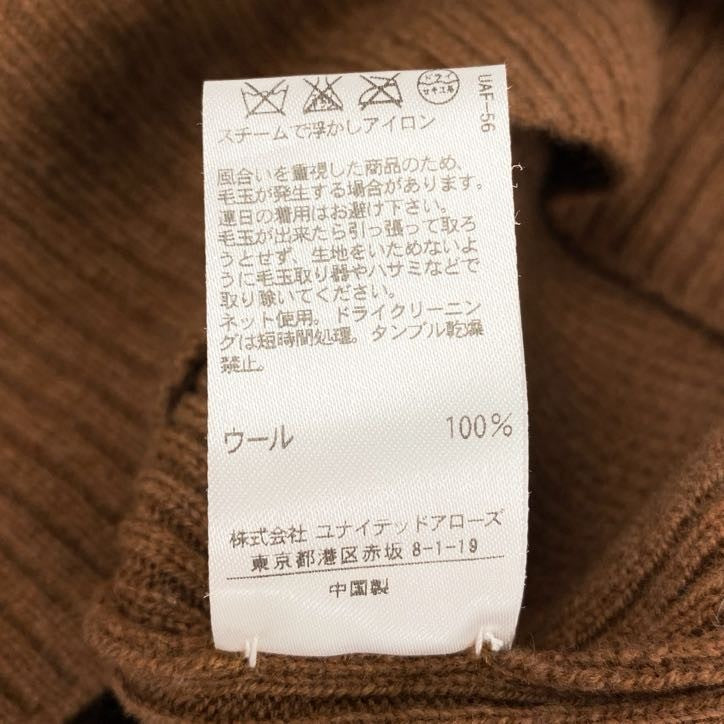 ドライ
セキユ系
UAF-56
スチームで浮かしアイロン
風合いを重視した商品のため、
毛玉が発生する場合があります。
連日の着用はお避け下さい。
毛玉が出来たら引っ張って取ろ
うとせず、生地をいためないよ
うに毛玉取り器やハサミなどで
取り除いてください。
ネット使用。ドライクリーニン
グは短時間処理。タンブル乾燥
禁止。
ウール 100%
株式会社 ユナイテッドアローズ
東京都港区赤坂 8-1-19
中国製